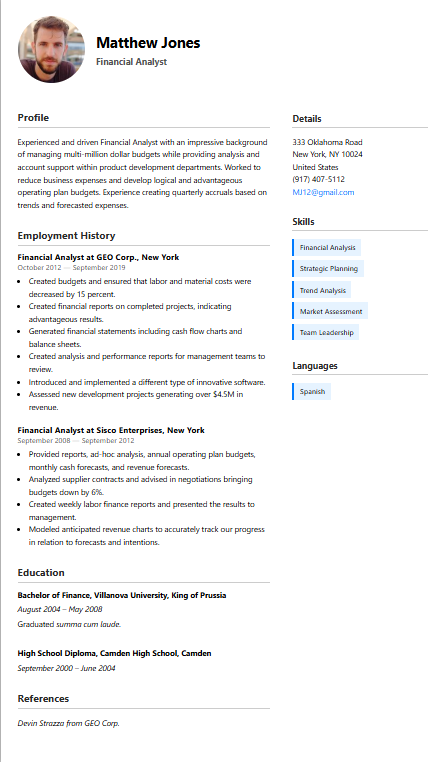 Matthew Jones
Financial Analyst
Profile
Experienced and driven Financial Analyst with an impressive background
of managing multi-million dollar budgets while providing analysis and
account support within product development departments. Worked to
reduce business expenses and develop logical and advantageous
operating plan budgets. Experience creating quarterly accruals based on
trends and forecasted expenses.
Employment History
Financial Analyst at GEO Corp., New York
October 2012 — September 2019
• Created budgets and ensured that labor and material costs were
decreased by 15 percent.
• Created financial reports on completed projects, indicating
advantageous results.
• Generated financial statements including cash flow charts and
balance sheets.
• Created analysis and performance reports for management teams to
review.
• Introduced and implemented a different type of innovative software.
• Assessed new development projects generating over $4.5M in
revenue.
Financial Analyst at Sisco Enterprises, New York
September 2008 — September 2012
• Provided reports, ad-hoc analysis, annual operating plan budgets,
monthly cash forecasts, and revenue forecasts.
• Analyzed supplier contracts and advised in negotiations bringing
budgets down by 6%.
• Created weekly labor finance reports and presented the results to
management.
• Modeled anticipated revenue charts to accurately track our progress
in relation to forecasts and intentions.
Education
Bachelor of Finance, Villanova University, King of Prussia
August 2004 – May 2008
Graduated summa cum laude.
High School Diploma, Camden High School, Camden
September 2000 – June 2004
References
Devin Strazza from GEO Corp.
Details
333 Oklahoma Road
New York, NY 10024
United States
(917) 407-5112
MJ12@gmail.com
Skills
Financial Analysis
Strategic Planning
Trend Analysis
Market Assessment
Team Leadership
Languages
Spanish